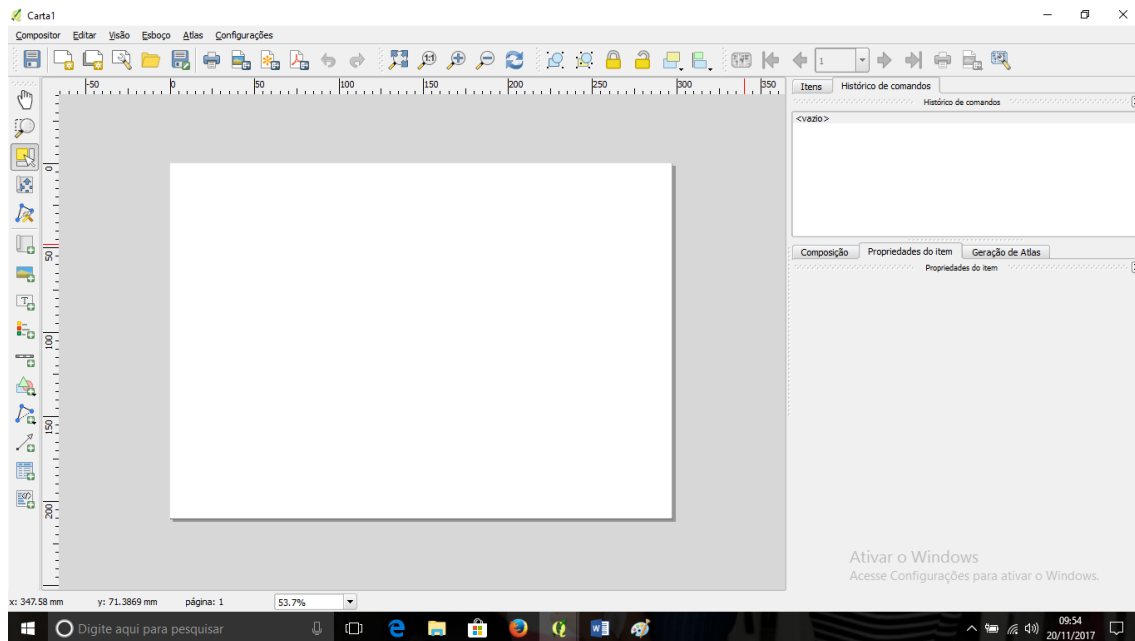 Carta1
Compositor Editar Visão Esboço Atlas Configurações
1
-50 0 50 100 150 200 250 300 350
0
50
100
150
200
Itens Histórico de comandos
Histórico de comandos
<vazio>
Composição Propriedades do item Geração de Atlas
Propriedades do item
Ativar o Windows
Acesse Configurações para ativar o Windows.
x: 347.58 mm y: 71.3869 mm página: 1 53.7%
Digite aqui para pesquisar
09:54
20/11/2017